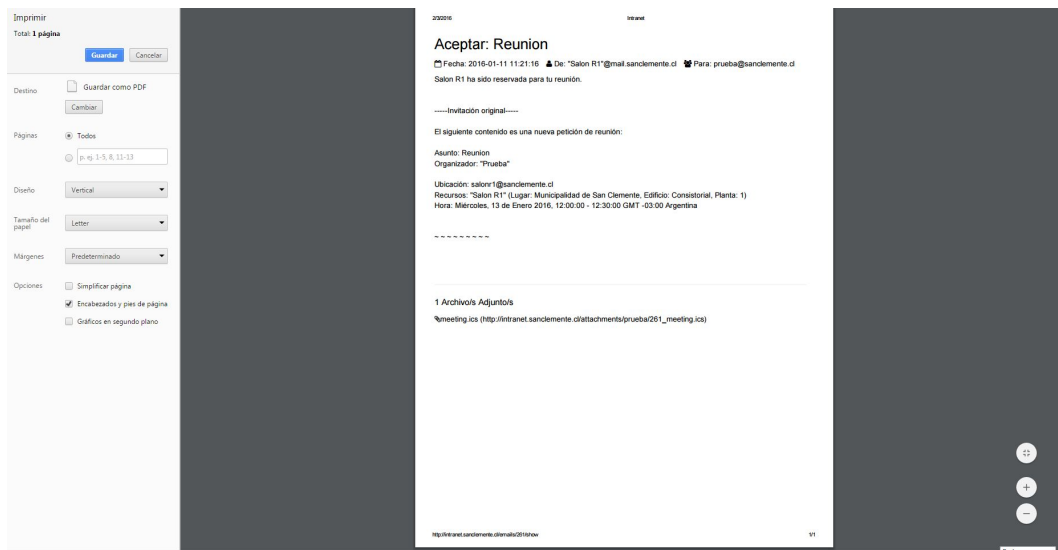 Imprimir
Total: 1 página
Guardar
Cancelar
Destino
Guardar como PDF
Cambiar
Páginas
Todos
p. ej. 1-5, 8, 11-13
Diseño
Vertical
Tamaño del
papel
Letter
Márgenes
Predeterminado
Opciones
Simplificar página
Encabezados y pies de página
Gráficos en segundo plano
2/3/2016
Intranet
Aceptar: Reunion
Fecha: 2016-01-11 11:21:16 De: "Salon R1"@mail.sanclemente.cl Para: prueba@sanclemente.cl
Salon R1 ha sido reservada para tu reunión.
-----Invitación original-----
El siguiente contenido es una nueva petición de reunión:
Asunto: Reunion
Organizador: "Prueba"
Ubicación: salonr1@sanclemente.cl
Recursos: "Salon R1" (Lugar: Municipalidad de San Clemente, Edificio: Consistorial, Planta: 1)
Hora: Miércoles, 13 de Enero 2016, 12:00:00 - 12:30:00 GMT -03:00 Argentina
~ ~ ~ ~ ~ ~ ~ ~ ~
1 Archivo/s Adjunto/s
meeting.ics (http://intranet.sanclemente.cl/attachments/prueba/261_meeting.ics)
http://intranet.sanclemente.cl/emails/261/show
1/1